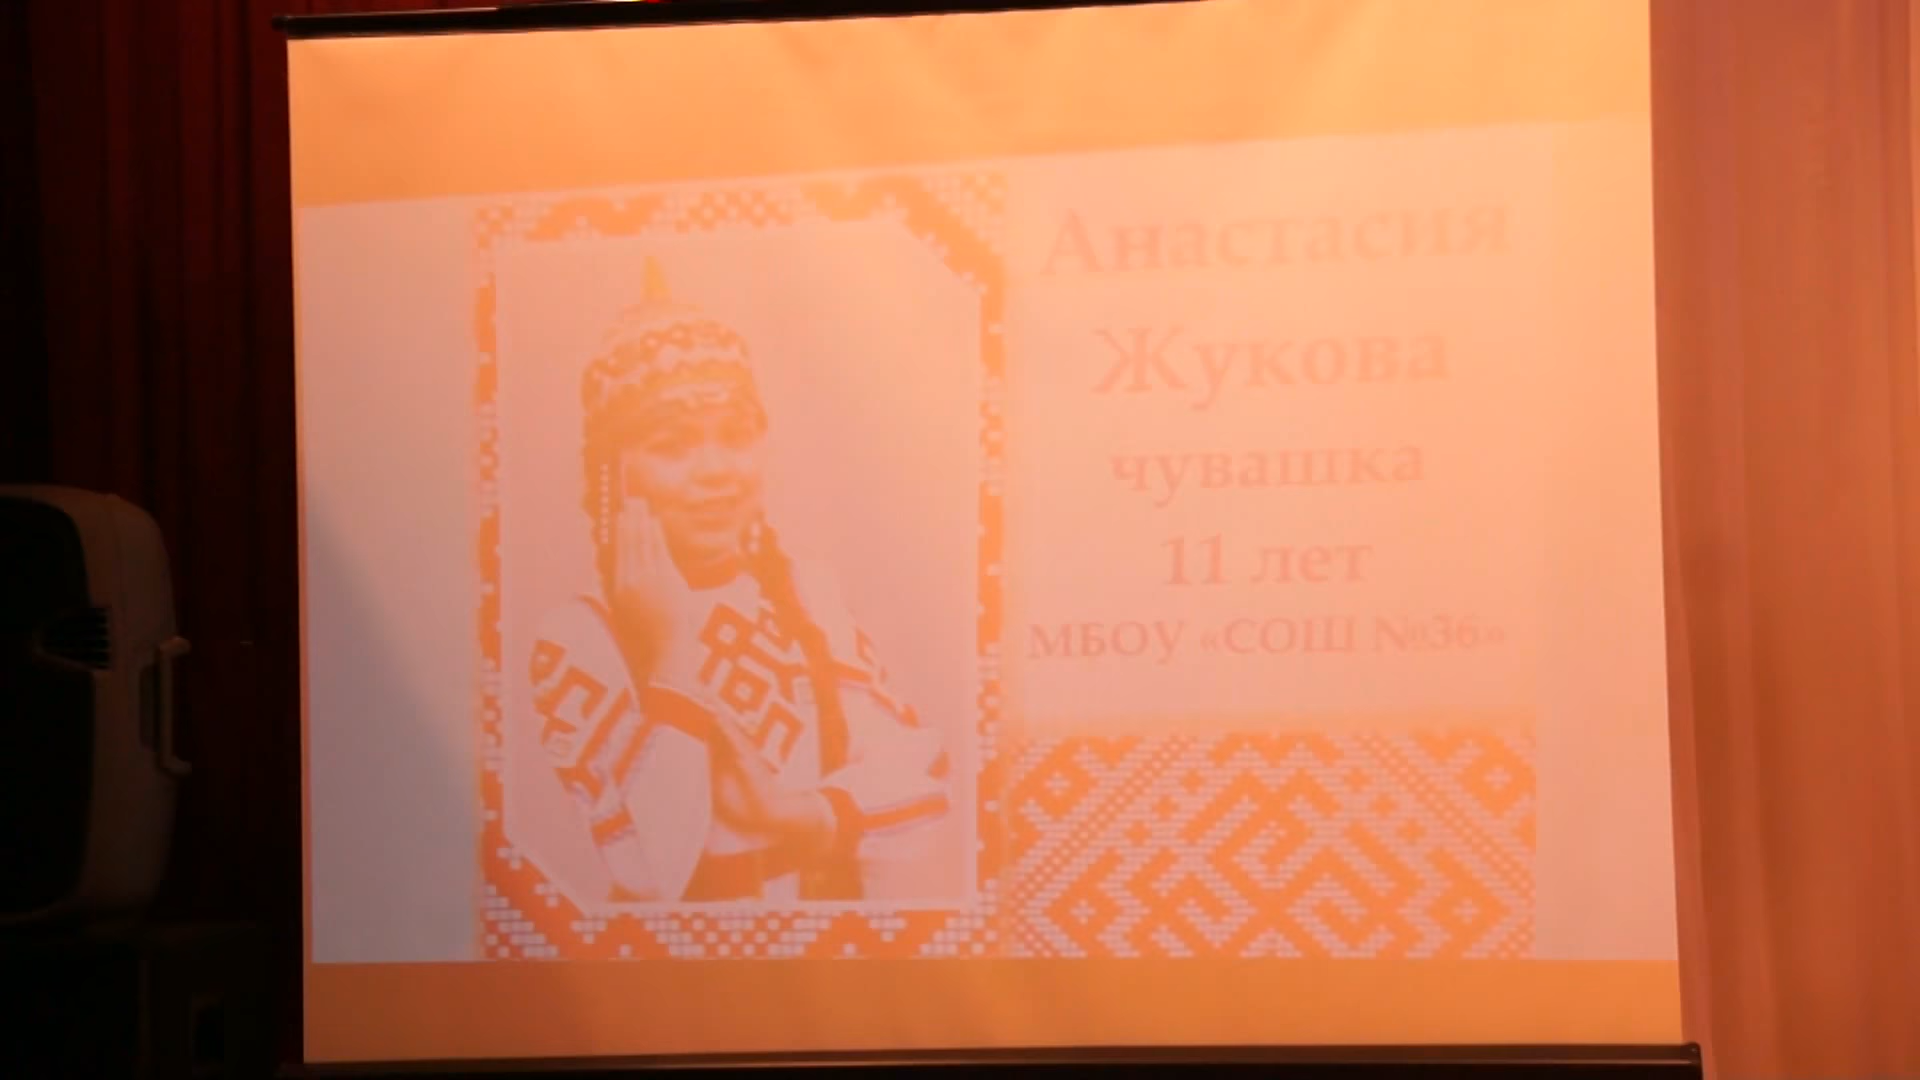 Анастасия
Жукова
чувашка
11 лет
МБОУ «СОШ №36»